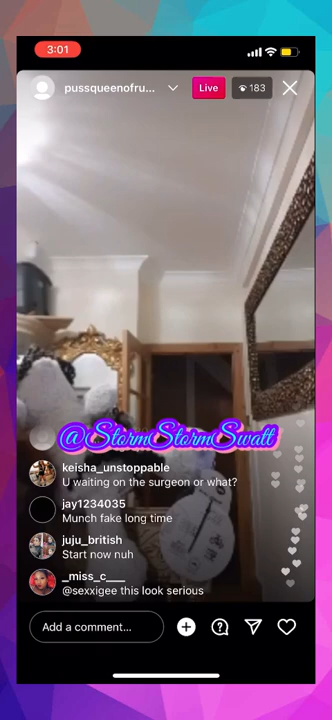 3:01
pussqueenofru...
Live
183
@StormStormSwatt
keisha_unstoppable
U waiting on the surgeon or what?
jay1234035
Munch fake long time
juju_british
Start now nuh
_miss_c___
@sexxigee this look serious
Add a comment...